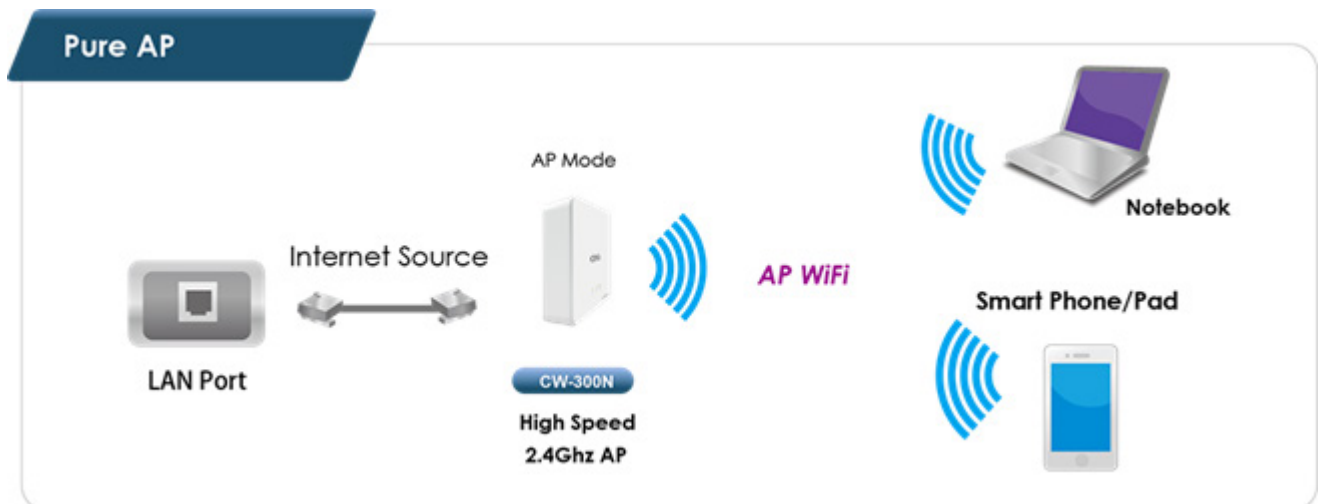 Pure AP
AP Mode
Internet Source
LAN Port
CW-300N
High Speed
2.4Ghz AP
AP WiFi
Notebook
Smart Phone/Pad